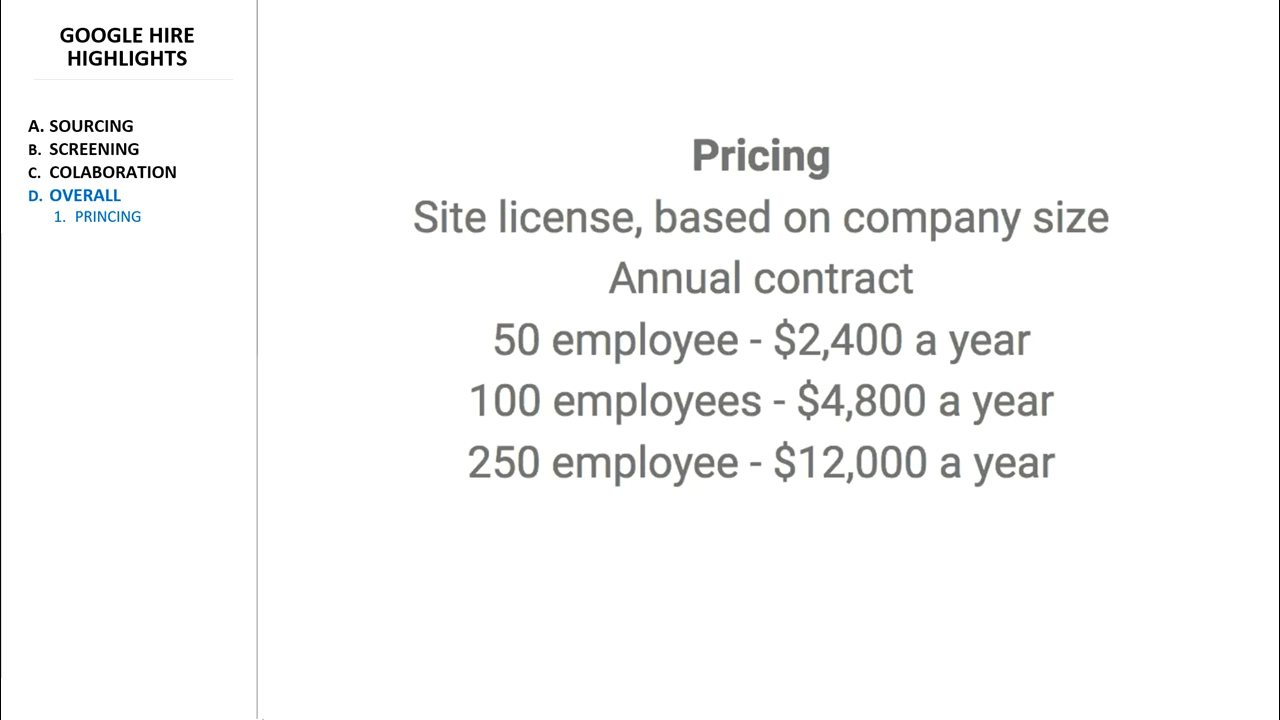 GOOGLE HIRE
HIGHLIGHTS
A. SOURCING
B. SCREENING
C. COLABORATION
D. OVERALL
1. PRINCING
Pricing
Site license, based on company size
Annual contract
50 employee - $2,400 a year
100 employees - $4,800 a year
250 employee - $12,000 a year